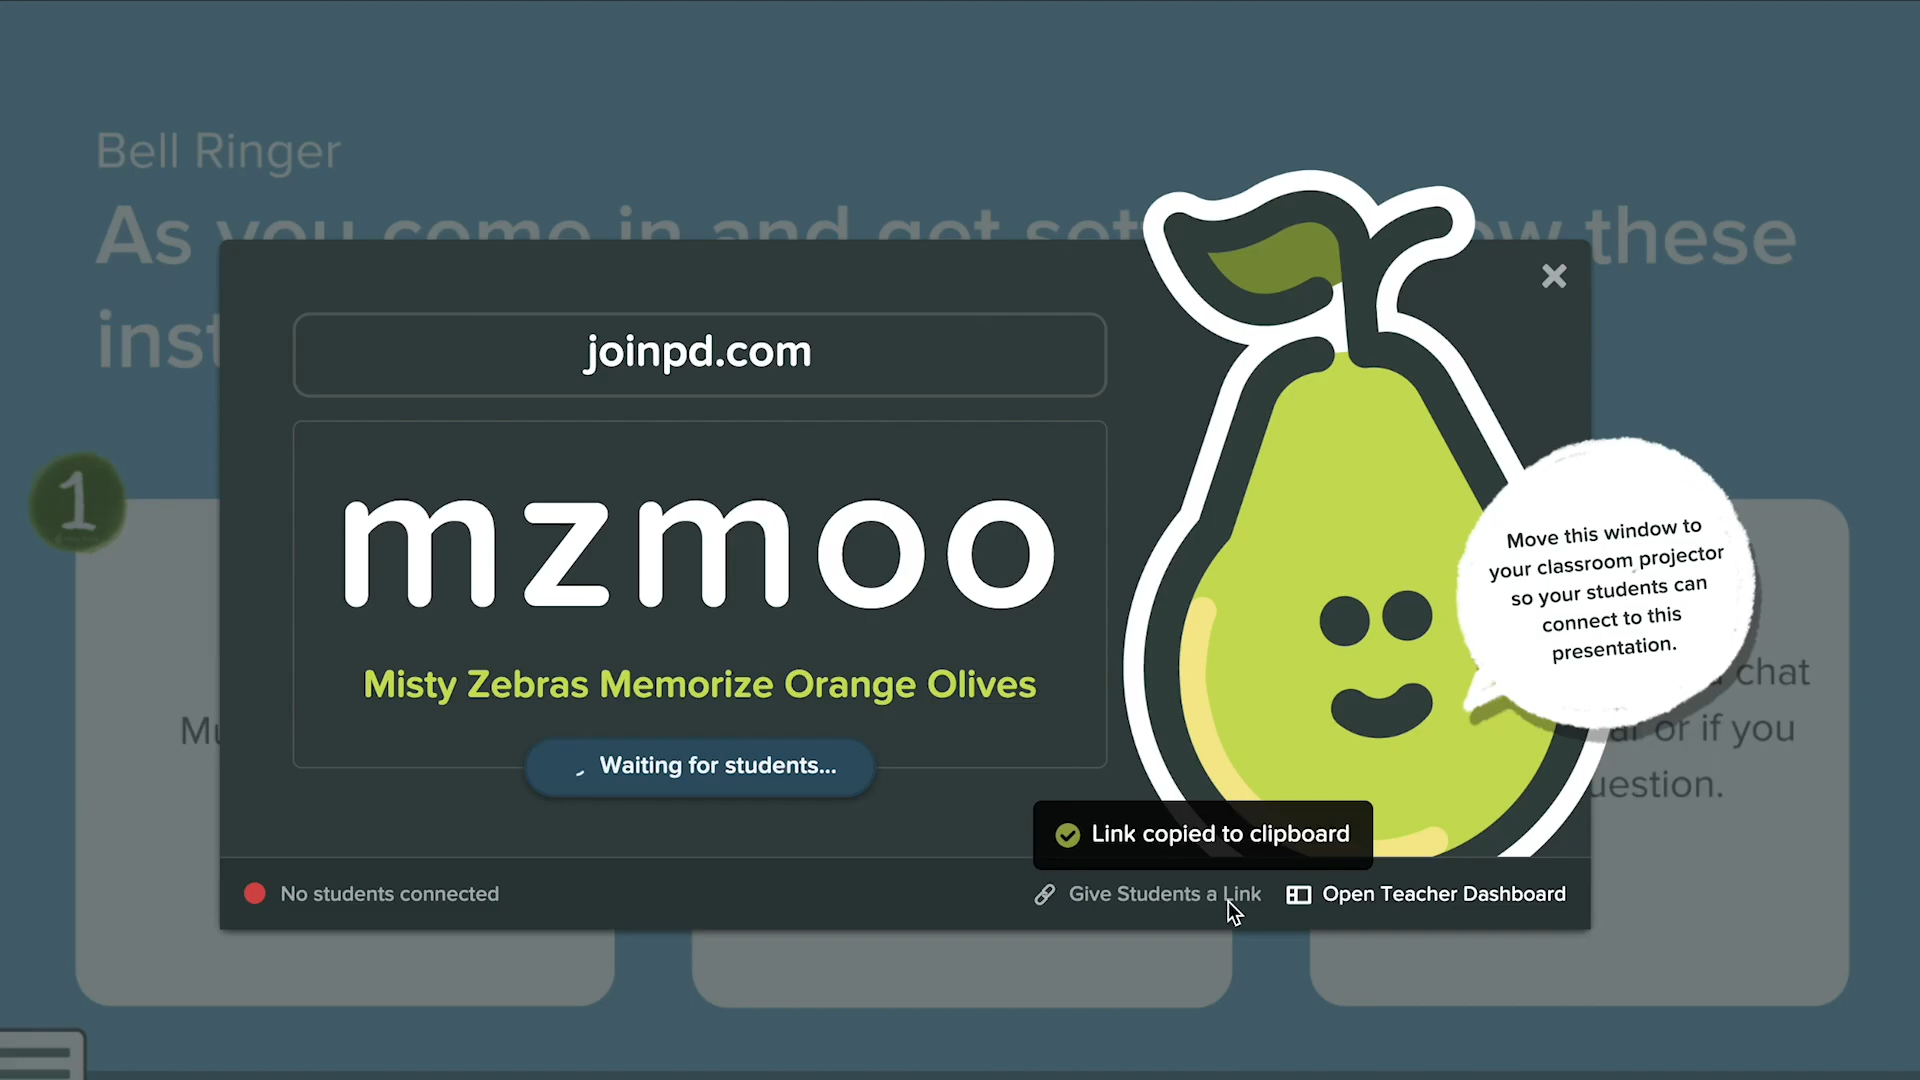 Bell Ringer
As you come in and get set these
inst
joinpd.com
mzmoo
Misty Zebras Memorize Orange Olives
Waiting for students...
1
Move this window to
your classroom projector
so your students can
connect to this
presentation.
chat
or if you
Link copied to clipboard
No students connected
Give Students a Link
Open Teacher Dashboard